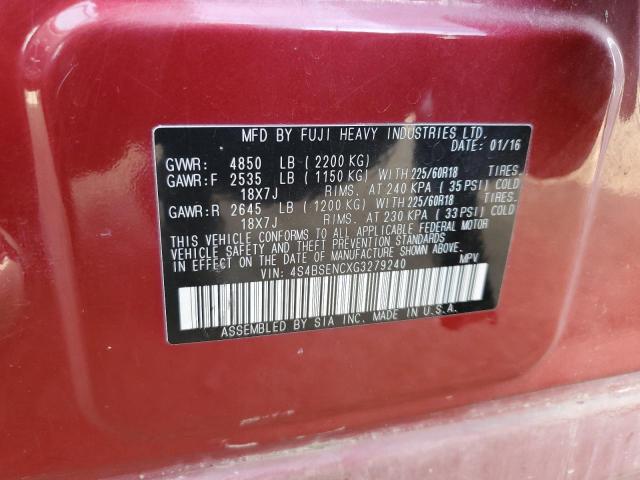 MFD BY FUJI HEAVY INDUSTRIES LTD.
DATE: 01/16
GVWR: 4850 LB (2200 KG)
GAWR:F 2535 LB (1150 KG) WITH 225/60R18 TIRES.
18X7J RIMS. AT 240 KPA (35 PSI) COLD
GAWR:R 2645 LB (1200 KG) WITH 225/60R18 TIRES.
18X7J RIMS. AT 230 KPA (33 PSI) COLD
THIS VEHICLE CONFORMS TO ALL APPLICABLE FEDERAL MOTOR
VEHICLE SAFETY AND THEFT PREVENTION STANDARDS
IN EFFECT ON THE DATE OF MANUFACTURE SHOWN ABOVE.
VIN: 4S4BSENCXG3279240 MPV
ASSEMBLED BY SIA INC. MADE IN U.S.A.